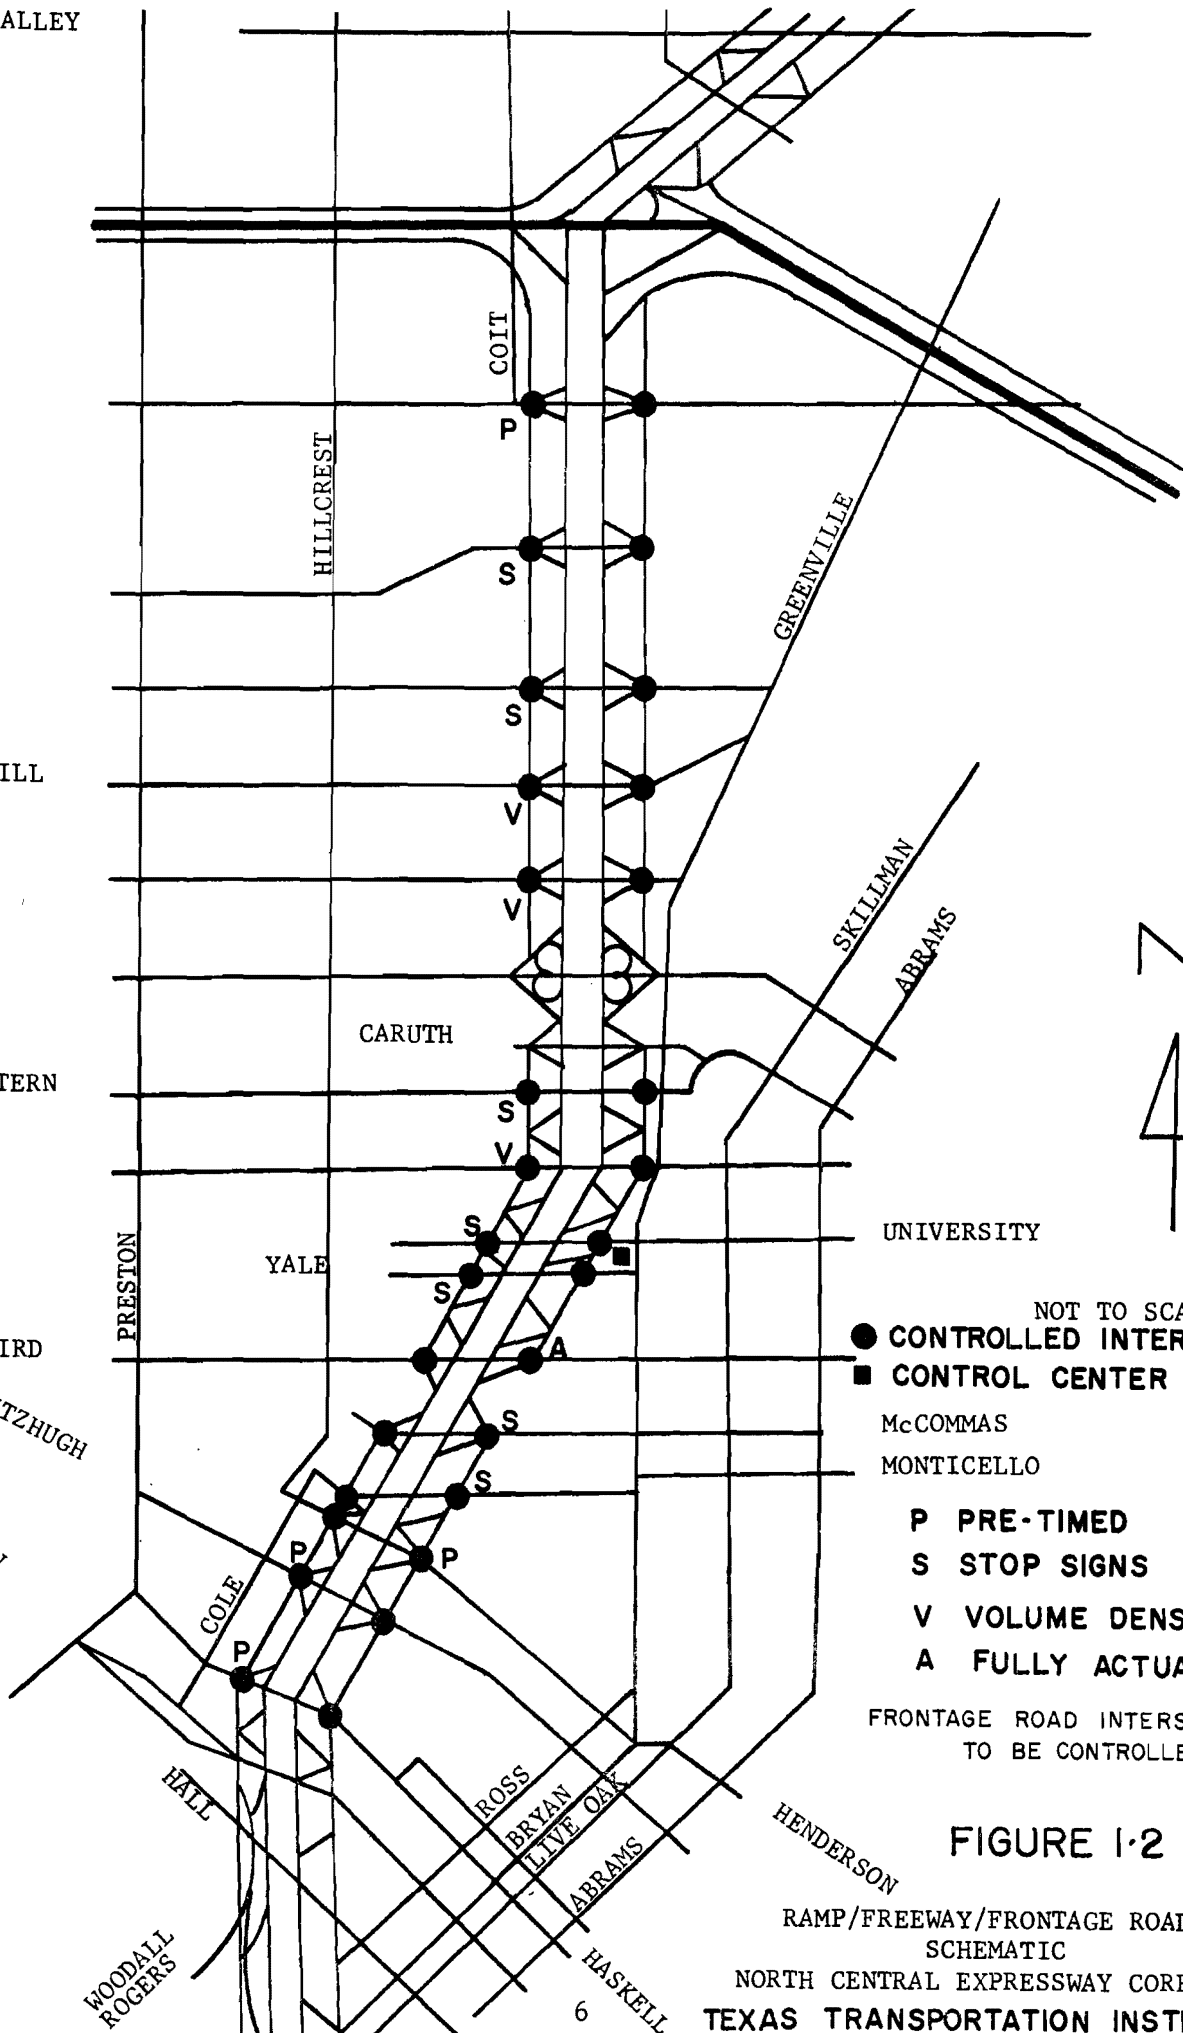 ALLEY
COIT
P
HILLCREST
S
GREENVILLE
S
ILL
V
SKILLMAN
V
ABRAMS
CARUTH
TERN
S
V
S
UNIVERSITY
YALE
S
PRESTON
NOT TO SCA
CONTROLLED INTER
IRD
A
CONTROL CENTER
TZHUGH
S
McCOMMAS
MONTICELLO
S
P PRE-TIMED
P
P
S STOP SIGNS
COLE
V VOLUME DENS
P
A FULLY ACTUA
FRONTAGE ROAD INTERS
TO BE CONTROLLE
HALL
ROSS
BRYAN
LIVE OAK
ABRAMS
HENDERSON
FIGURE 1·2
RAMP/FREEWAY/FRONTAGE ROAD
SCHEMATIC
WOODALL
ROGERS
HASKELL
NORTH CENTRAL EXPRESSWAY CORR
6
TEXAS TRANSPORTATION INSTI